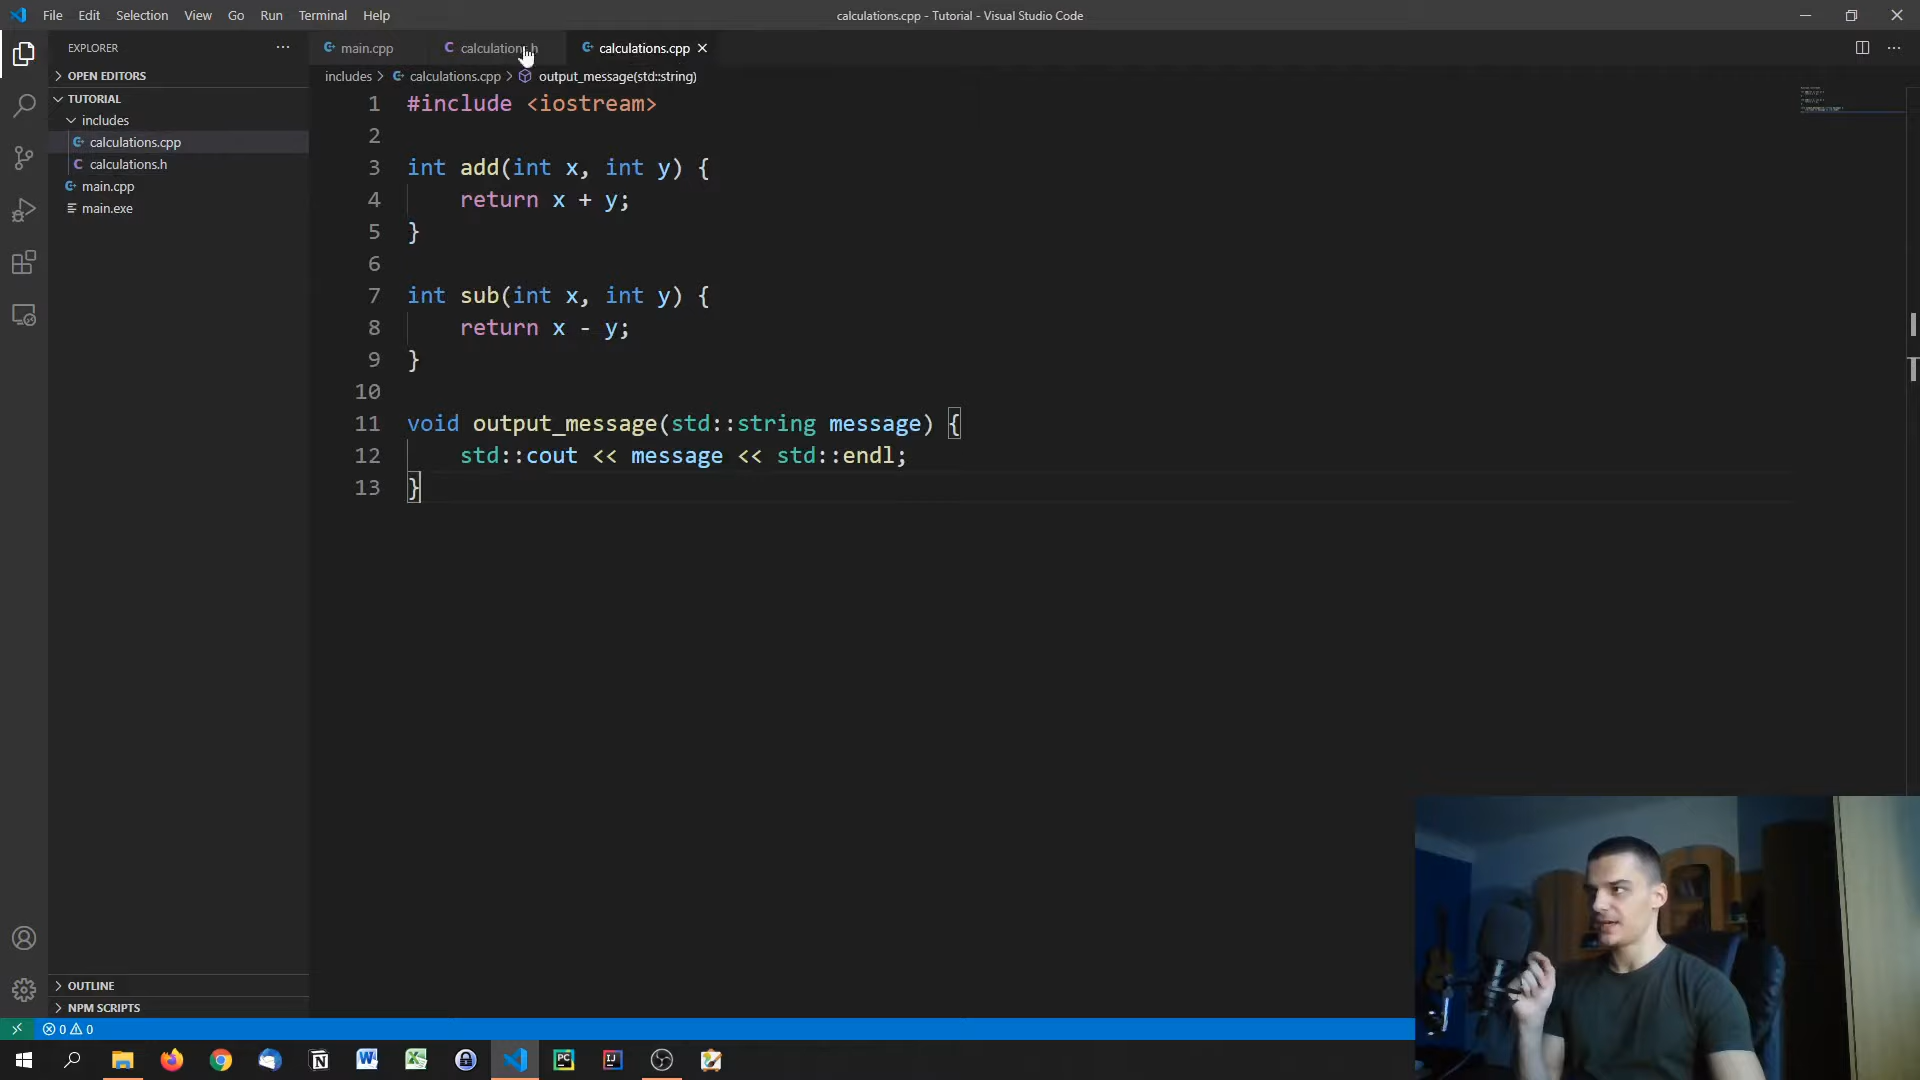 File Edit Selection View Go Run Terminal Help
calculations.cpp - Tutorial - Visual Studio Code
EXPLORER
main.cpp
calculations.h
calculations.cpp
OPEN EDITORS
includes > calculations.cpp > output_message(std::string)
TUTORIAL
includes
calculations.cpp
calculations.h
main.cpp
main.exe
1 #include <iostream>
2
3 int add(int x, int y) {
4 return x + y;
5 }
6
7 int sub(int x, int y) {
8 return x - y;
9 }
10
11 void output_message(std::string message) {
12 std::cout << message << std::endl;
13 }
OUTLINE
NPM SCRIPTS
0 0
N W X PC IJ